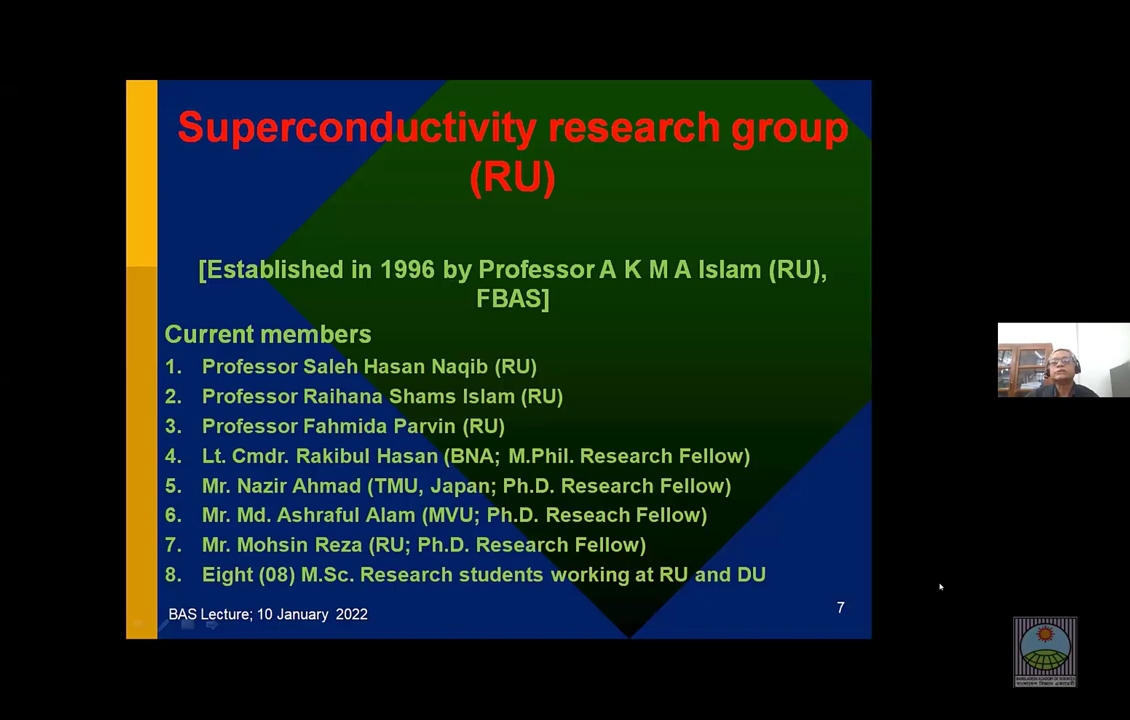 Superconductivity research group
(RU)
[Established in 1996 by Professor A K M A Islam (RU),
FBAS]
Current members
1. Professor Saleh Hasan Naqib (RU)
2. Professor Raihana Shams Islam (RU)
3. Professor Fahmida Parvin (RU)
4. Lt. Cmdr. Rakibul Hasan (BNA; M.Phil. Research Fellow)
5. Mr. Nazir Ahmad (TMU, Japan; Ph.D. Research Fellow)
6. Mr. Md. Ashraful Alam (MVU; Ph.D. Reseach Fellow)
7. Mr. Mohsin Reza (RU; Ph.D. Research Fellow)
8. Eight (08) M.Sc. Research students working at RU and DU
BAS Lecture; 10 January 2022
7